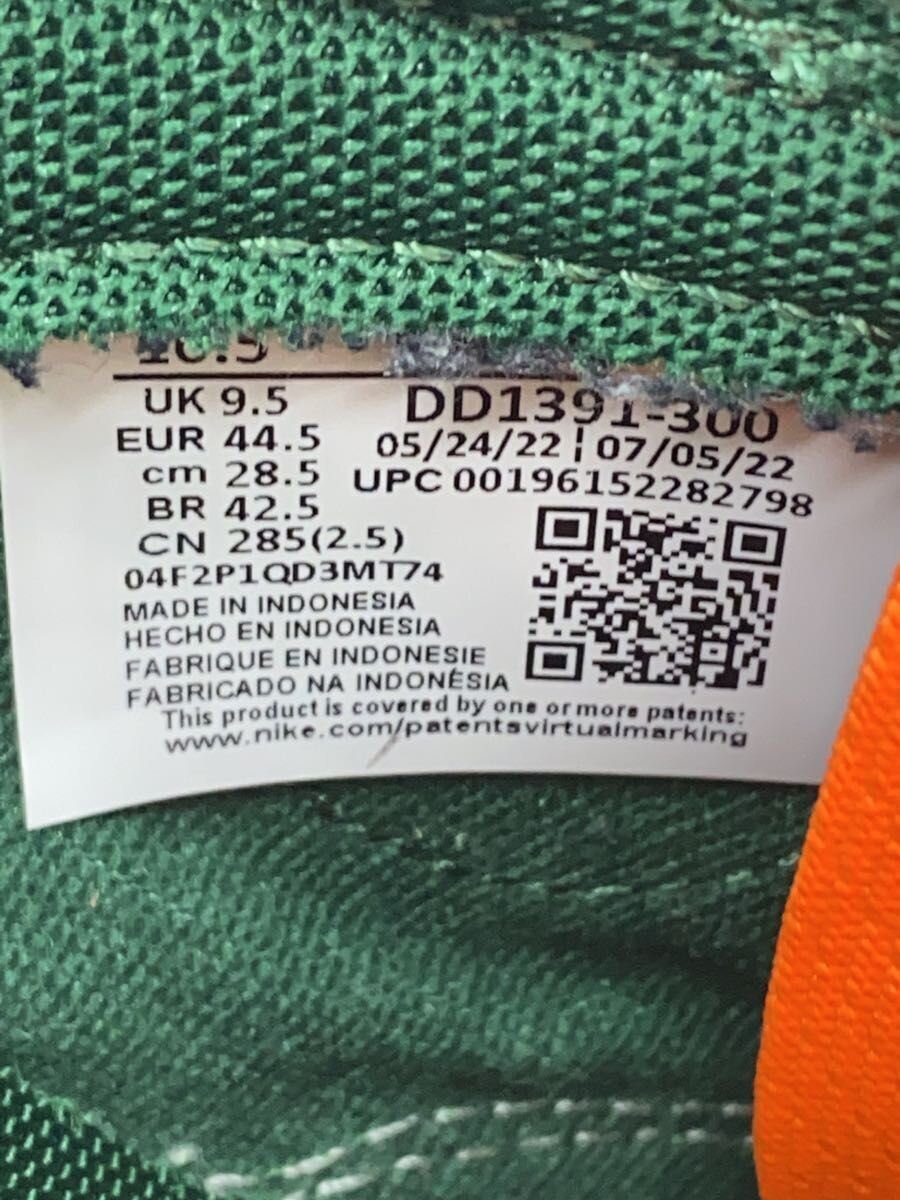 10.5
UK 9.5
EUR 44.5
cm 28.5
BR 42.5
CN 285(2.5)
04F2P1QD3MT74
DD1391-300
05/24/22 | 07/05/22
UPC 00196152282798
MADE IN INDONESIA
HECHO EN INDONESIA
FABRIQUE EN INDONESIE
FABRICADO NA INDONÉSIA
This product is covered by one or more patents:
www.nike.com/patentsvirtualmarking